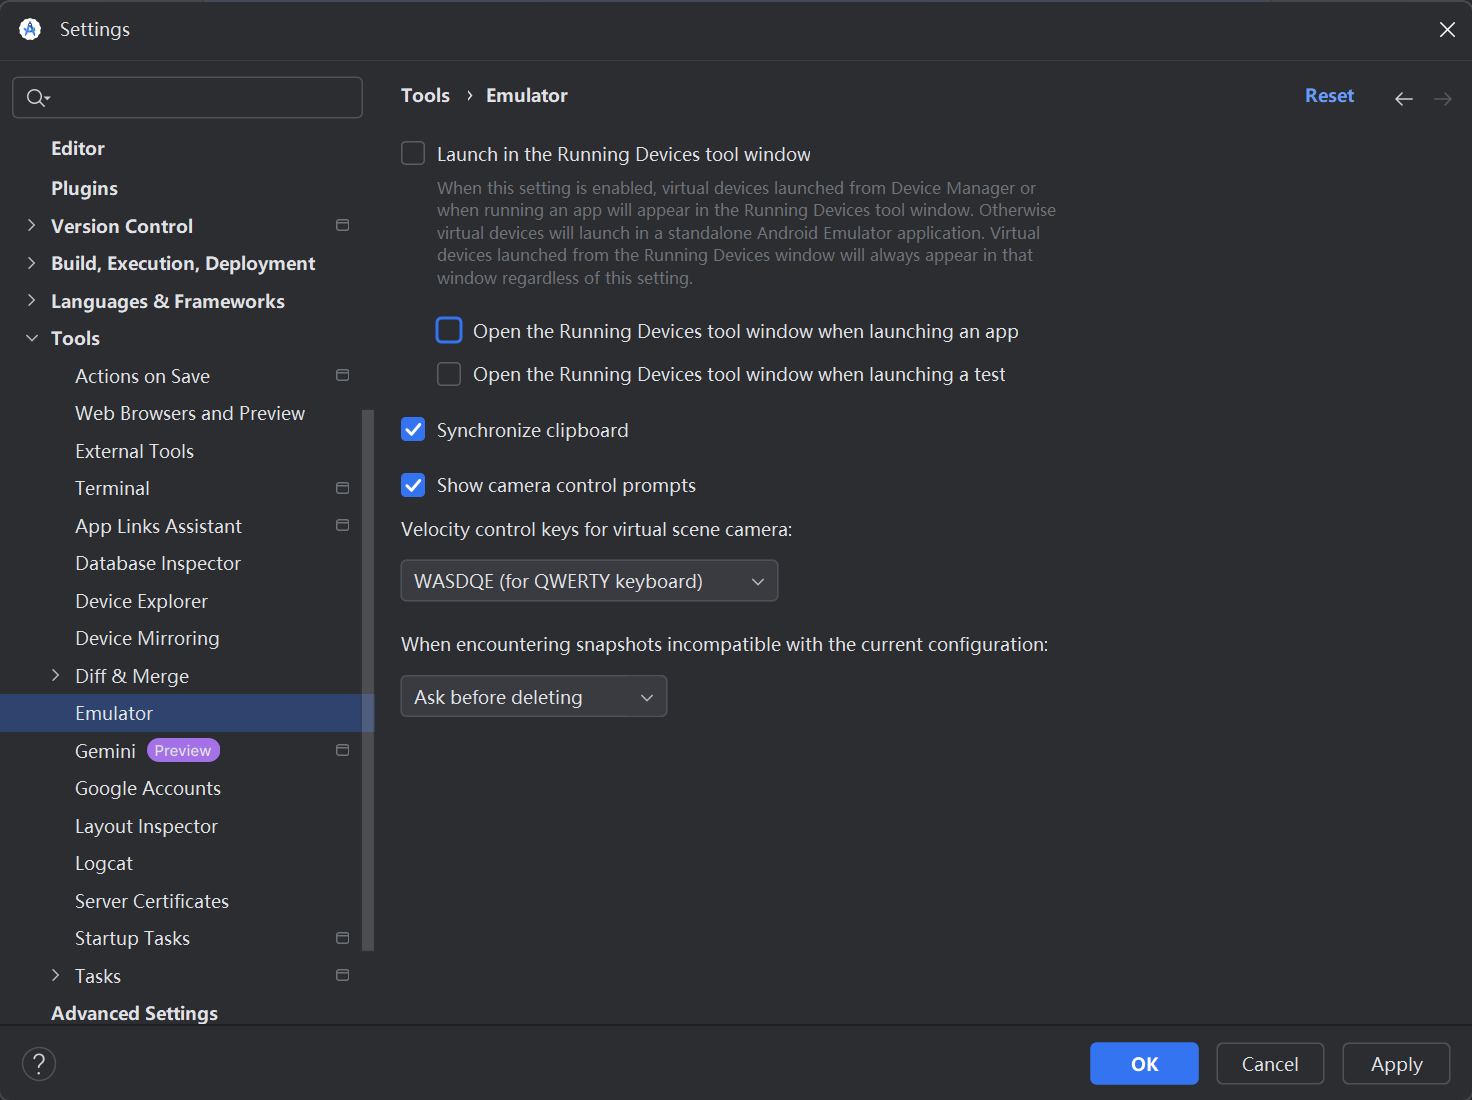 Settings
Tools › Emulator
Reset
Editor
Plugins
Version Control
Build, Execution, Deployment
Languages & Frameworks
Tools
Actions on Save
Web Browsers and Preview
External Tools
Terminal
App Links Assistant
Database Inspector
Device Explorer
Device Mirroring
Diff & Merge
Emulator
Gemini Preview
Google Accounts
Layout Inspector
Logcat
Server Certificates
Startup Tasks
Tasks
Advanced Settings
Launch in the Running Devices tool window
When this setting is enabled, virtual devices launched from Device Manager or
when running an app will appear in the Running Devices tool window. Otherwise
virtual devices will launch in a standalone Android Emulator application. Virtual
devices launched from the Running Devices window will always appear in that
window regardless of this setting.
Open the Running Devices tool window when launching an app
Open the Running Devices tool window when launching a test
Synchronize clipboard
Show camera control prompts
Velocity control keys for virtual scene camera:
WASDQE (for QWERTY keyboard)
When encountering snapshots incompatible with the current configuration:
Ask before deleting
?
OK
Cancel
Apply